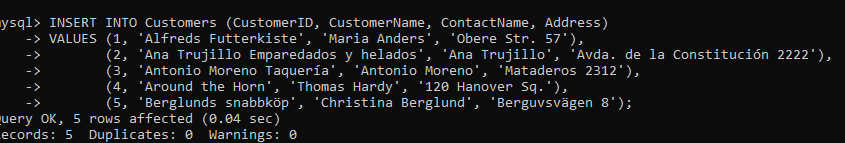 mysql> INSERT INTO Customers (CustomerID, CustomerName, ContactName, Address)
-> VALUES (1, 'Alfreds Futterkiste', 'Maria Anders', 'Obere Str. 57'),
-> (2, 'Ana Trujillo Emparedados y helados', 'Ana Trujillo', 'Avda. de la Constitución 2222'),
-> (3, 'Antonio Moreno Taquería', 'Antonio Moreno', 'Mataderos 2312'),
-> (4, 'Around the Horn', 'Thomas Hardy', '120 Hanover Sq.'),
-> (5, 'Berglunds snabbköp', 'Christina Berglund', 'Berguvsvägen 8');
Query OK, 5 rows affected (0.04 sec)
ecords: 5 Duplicates: 0 Warnings: 0